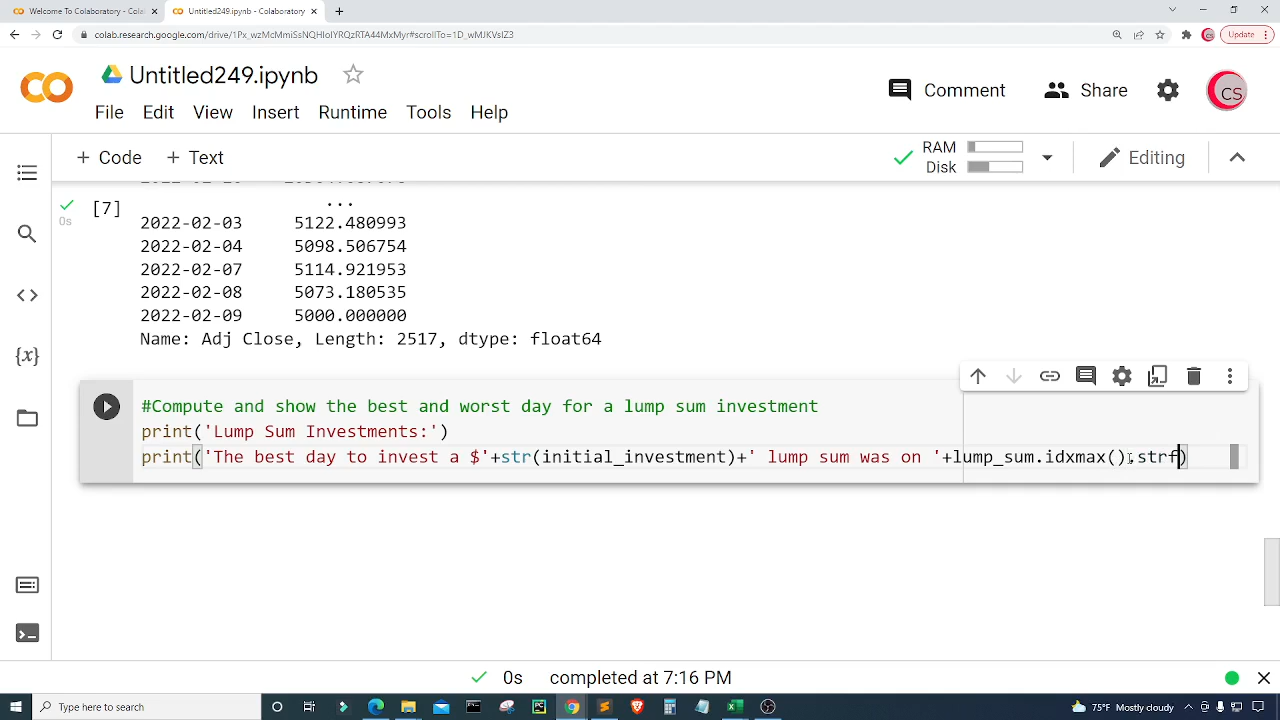 Welcome To Colaboratory - Colal
Untitled249.ipynb - Colaboratory
colab.research.google.com/drive/1Px_wzMcMmiSsNQHIolYRQzRTA44MxMyr#scrollTo=1D_wMJKVsIZ3
Update
Untitled249.ipynb
File Edit View Insert Runtime Tools Help
Comment
Share
CS
+ Code + Text
RAM
Disk
Editing
0s
[7]
...
2022-02-03 5122.480993
2022-02-04 5098.506754
2022-02-07 5114.921953
2022-02-08 5073.180535
2022-02-09 5000.000000
Name: Adj Close, Length: 2517, dtype: float64
#Compute and show the best and worst day for a lump sum investment
print('Lump Sum Investments:')
print('The best day to invest a $'+str(initial_investment)+' lump sum was on '+lump_sum.idxmax().strf)
0s completed at 7:16 PM
Type here to search
73°F Mostly cloudy